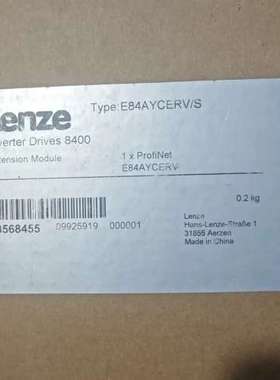 enze
Type:E84AYCERV/S
verter Drives 8400
tension Module
1 x ProfiNet
E84AYCERV
0.2 kg
568455
09925919
000001
Lenze
Hans-Lenze-Straße 1
31855 Aerzen
Made in China